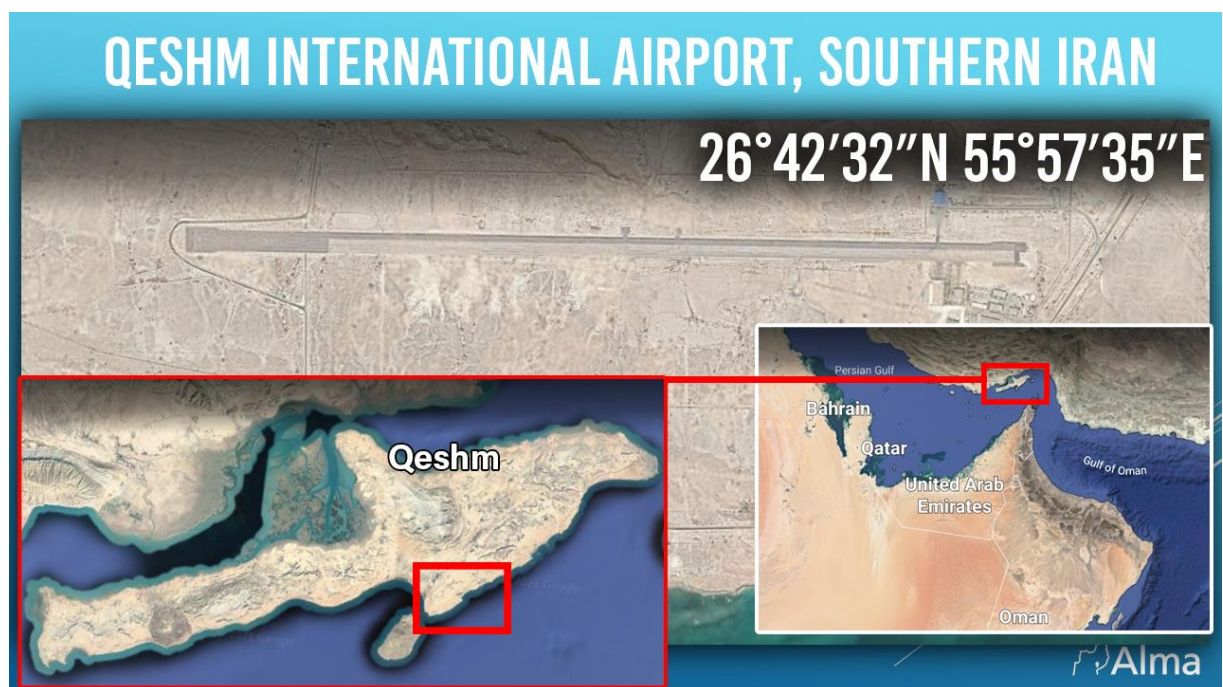 QESHM INTERNATIONAL AIRPORT, SOUTHERN IRAN
26°42′32″N 55°57′35″E
Qeshm
Persian Gulf
Bahrain
Qatar
United Arab
Emirates
Gulf of Oman
Oman
Alma